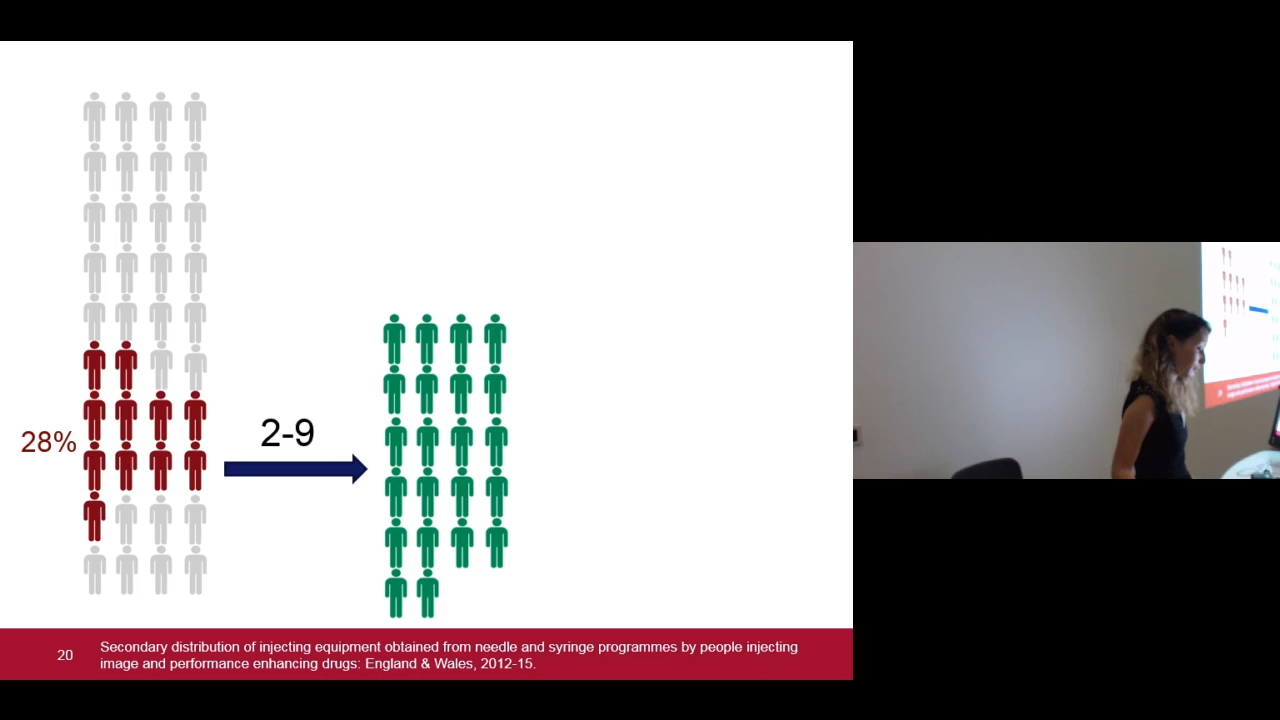 28%
2-9
20
Secondary distribution of injecting equipment obtained from needle and syringe programmes by people injecting
image and performance enhancing drugs: England & Wales, 2012-15.